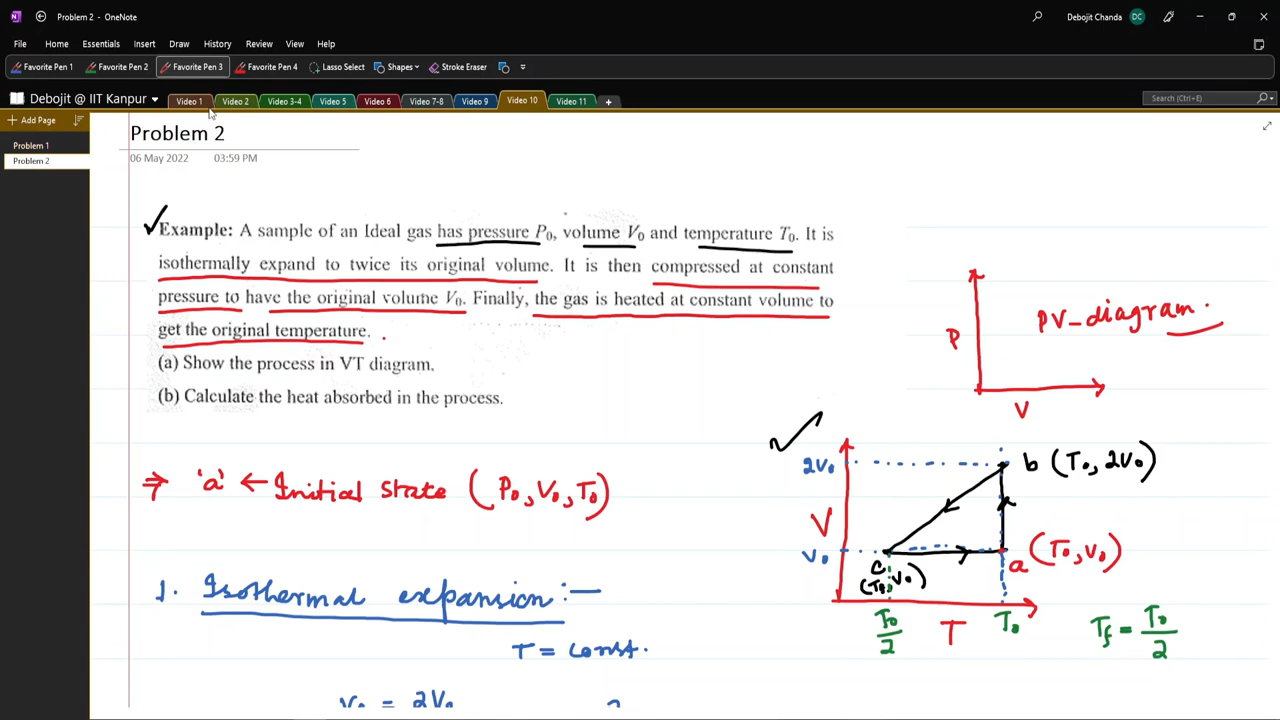 Problem 2 - OneNote
Debojit Chanda DC
File Home Essentials Insert Draw History Review View Help
Favorite Pen 1 Favorite Pen 2 Favorite Pen 3 Favorite Pen 4 Lasso Select Shapes Stroke Eraser
Debojit @ IIT Kanpur Video 1 Video 2 Video 3-4 Video 5 Video 6 Video 7-8 Video 9 Video 10 Video 11 + Search (Ctrl+E)
+ Add Page
Problem 1
Problem 2
Problem 2
06 May 2022 03:59 PM
Example: A sample of an Ideal gas has pressure P₀, volume V₀ and temperature T₀. It is
isothermally expand to twice its original volume. It is then compressed at constant
pressure to have the original volume V₀. Finally, the gas is heated at constant volume to
get the original temperature.
(a) Show the process in VT diagram.
(b) Calculate the heat absorbed in the process.
P
PV-diagram.
V
⇒ 'a' ← Initial State (P₀, V₀, T₀)
2V₀
b (T₀, 2V₀)
V
V₀
a (T₀, V₀)
c
T₀/2
T
T₀
T_f = T₀/2
1. Isothermal expansion :—
T = const.
= 2V₀